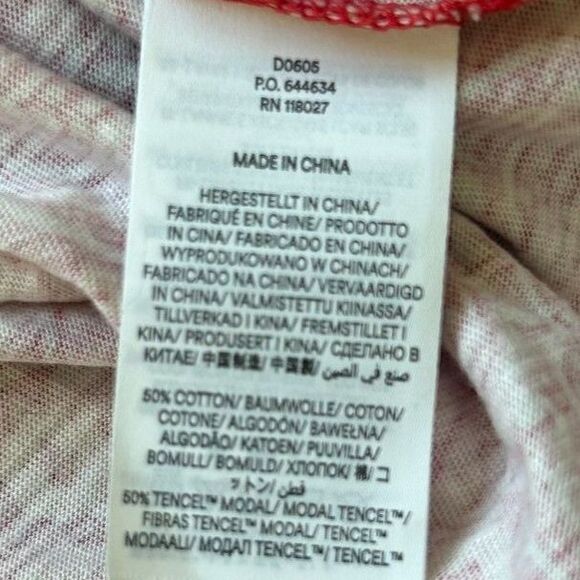 D0605
P.O. 644634
RN 118027
MADE IN CHINA
HERGESTELLT IN CHINA/
FABRIQUÉ EN CHINE/ PRODOTTO
IN CINA/ FABRICADO EN CHINA/
WYPRODUKOWANO W CHINACH/
FABRICADO NA CHINA/ VERVAARDIGD
IN CHINA/ VALMISTETTU KIINASSA/
TILLVERKAD I KINA/ FREMSTILLET I
KINA/ PRODUSERT I KINA/ СДЕЛАНО В
КИТАЕ/ 中国制造/ 中国製/ صنع في الصين
50% COTTON/ BAUMWOLLE/ COTON/
COTONE/ ALGODÓN/ BAWEŁNA/
ALGODÃO/ KATOEN/ PUUVILLA/
BOMULL/ BOMULD/ ХЛОПОК/ 棉/ コ
ットン/ قطن
50% TENCEL™ MODAL/ MODAL TENCEL™/
FIBRAS TENCEL™ MODAL/ TENCEL™
MODAALI/ МОДАЛ TENCEL™/ TENCEL™